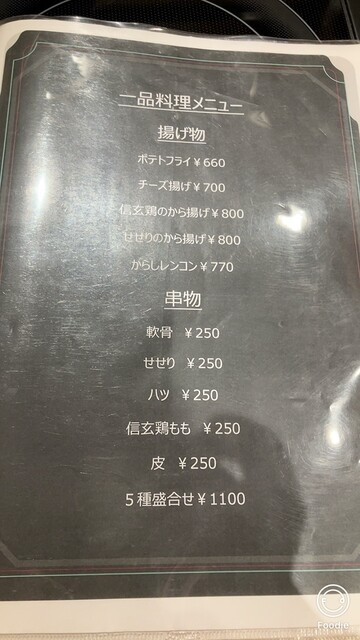 一品料理メニュー
揚げ物
ポテトフライ￥660
チーズ揚げ￥700
信玄鶏のから揚げ￥800
せせりのから揚げ￥800
からしレンコン￥770
串物
軟骨 ￥250
せせり ￥250
ハツ ￥250
信玄鶏もも ￥250
皮 ￥250
５種盛合せ￥1100
Foodie